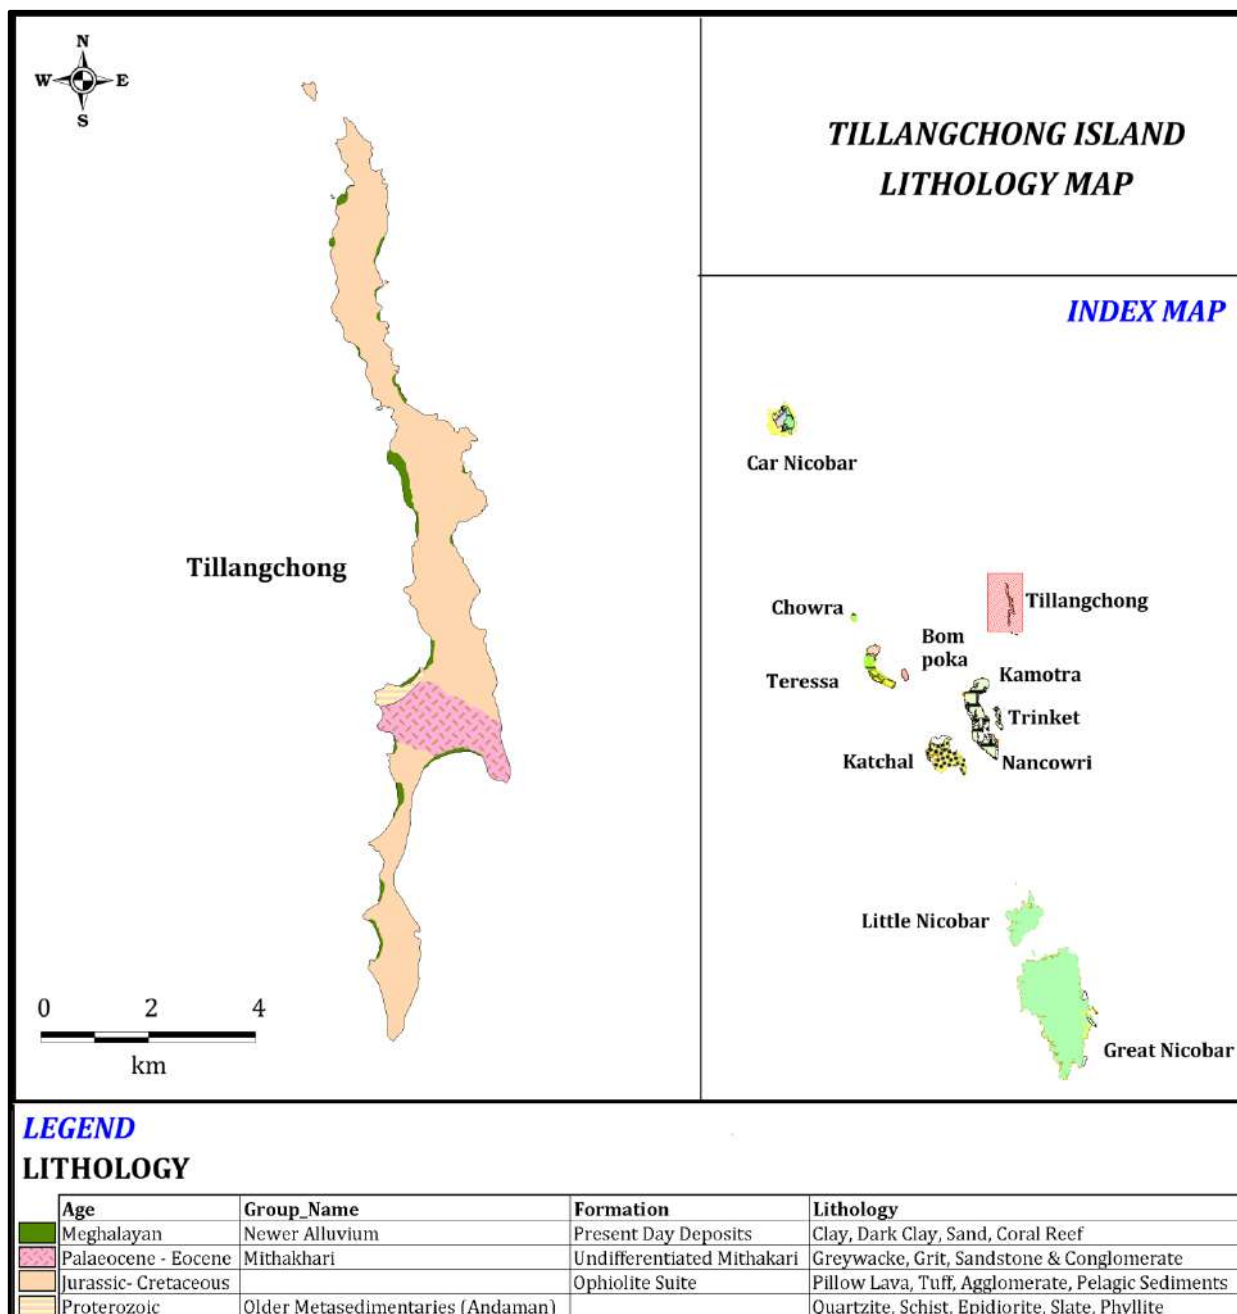 N
W E
S
TILLANGCHONG ISLAND
LITHOLOGY MAP
INDEX MAP
Car Nicobar
Tillangchong
Chowra
Tillangchong
Bom
poka
Teressa
Kamotra
Trinket
Katchal
Nancowri
Little Nicobar
Great Nicobar
0 2 4
km
LEGEND
LITHOLOGY
Age Group_Name Formation Lithology
Meghalayan Newer Alluvium Present Day Deposits Clay, Dark Clay, Sand, Coral Reef
Palaeocene - Eocene Mithakhari Undifferentiated Mithakari Greywacke, Grit, Sandstone & Conglomerate
Jurassic- Cretaceous Ophiolite Suite Pillow Lava, Tuff, Agglomerate, Pelagic Sediments
Proterozoic Older Metasedimentaries (Andaman) Quartzite, Schist, Epidiorite, Slate, Phyllite